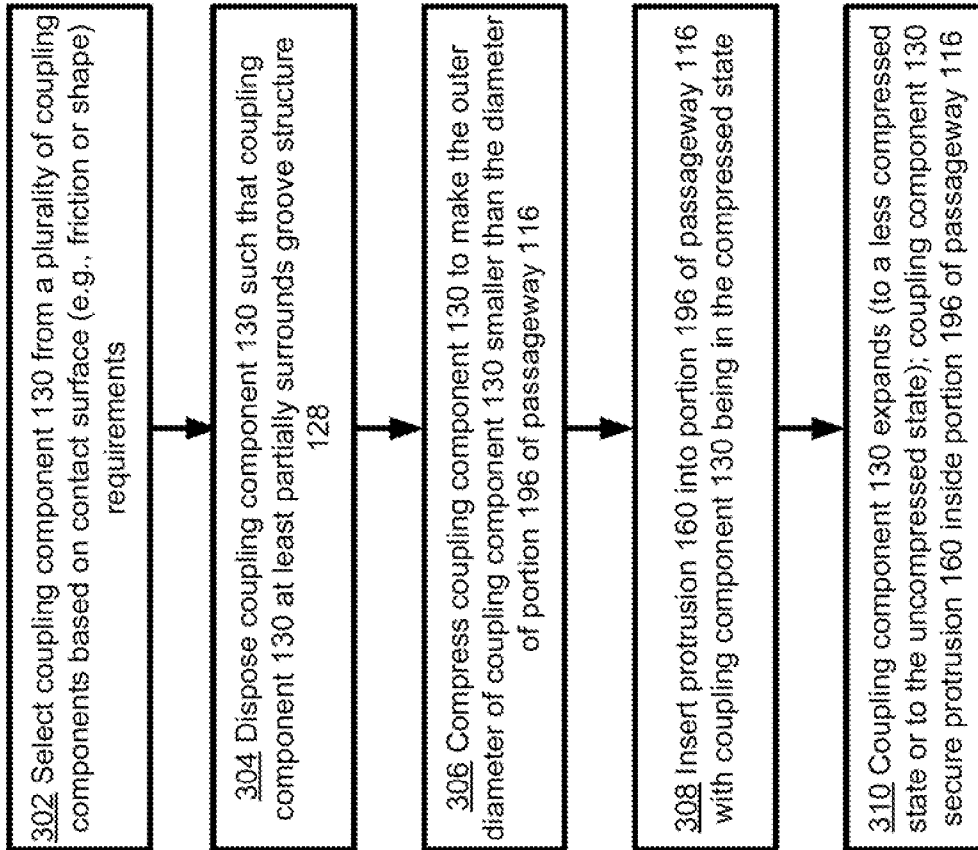 302 Select coupling component 130 from a plurality of coupling
components based on contact surface (e.g., friction or shape)
requirements
304 Dispose coupling component 130 such that coupling
component 130 at least partially surrounds groove structure
128
306 Compress coupling component 130 to make the outer
diameter of coupling component 130 smaller than the diameter
of portion 196 of passageway 116
308 Insert protrusion 160 into portion 196 of passageway 116
with coupling component 130 being in the compressed state
310 Coupling component 130 expands (to a less compressed
state or to the uncompressed state); coupling component 130
secure protrusion 160 inside portion 196 of passageway 116